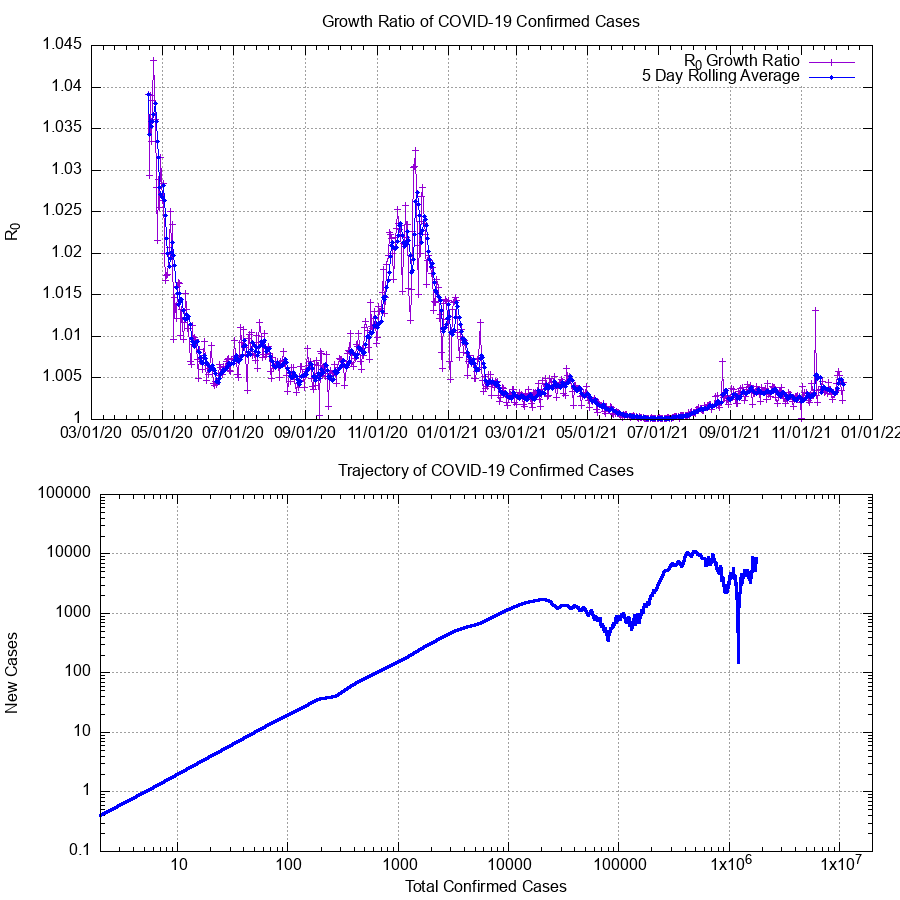 Growth Ratio of COVID-19 Confirmed Cases
R0 Growth Ratio
5 Day Rolling Average
1.045
1.04
1.035
1.03
1.025
1.02
1.015
1.01
1.005
1
R0
03/01/20 05/01/20 07/01/20 09/01/20 11/01/20 01/01/21 03/01/21 05/01/21 07/01/21 09/01/21 11/01/21 01/01/22
Trajectory of COVID-19 Confirmed Cases
100000
10000
1000
100
10
1
0.1
New Cases
10 100 1000 10000 100000 1x10^6 1x10^7
Total Confirmed Cases